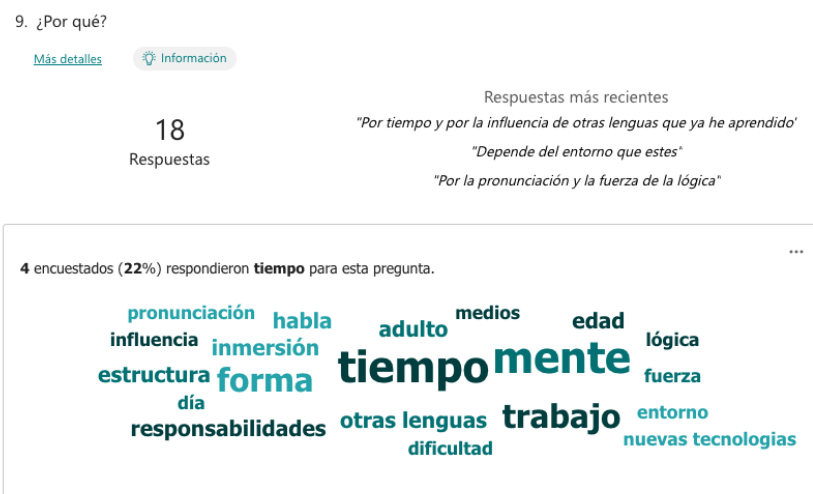 9. ¿Por qué?
Más detalles
Información
18
Respuestas
Respuestas más recientes
"Por tiempo y por la influencia de otras lenguas que ya he aprendido'
"Depende del entorno que estes"
"Por la pronunciación y la fuerza de la lógica"
4 encuestados (22%) respondieron tiempo para esta pregunta.
pronunciación habla adulto medios edad
influencia inmersión lógica
estructura forma tiempo mente fuerza
día
responsabilidades otras lenguas trabajo entorno
dificultad nuevas tecnologias